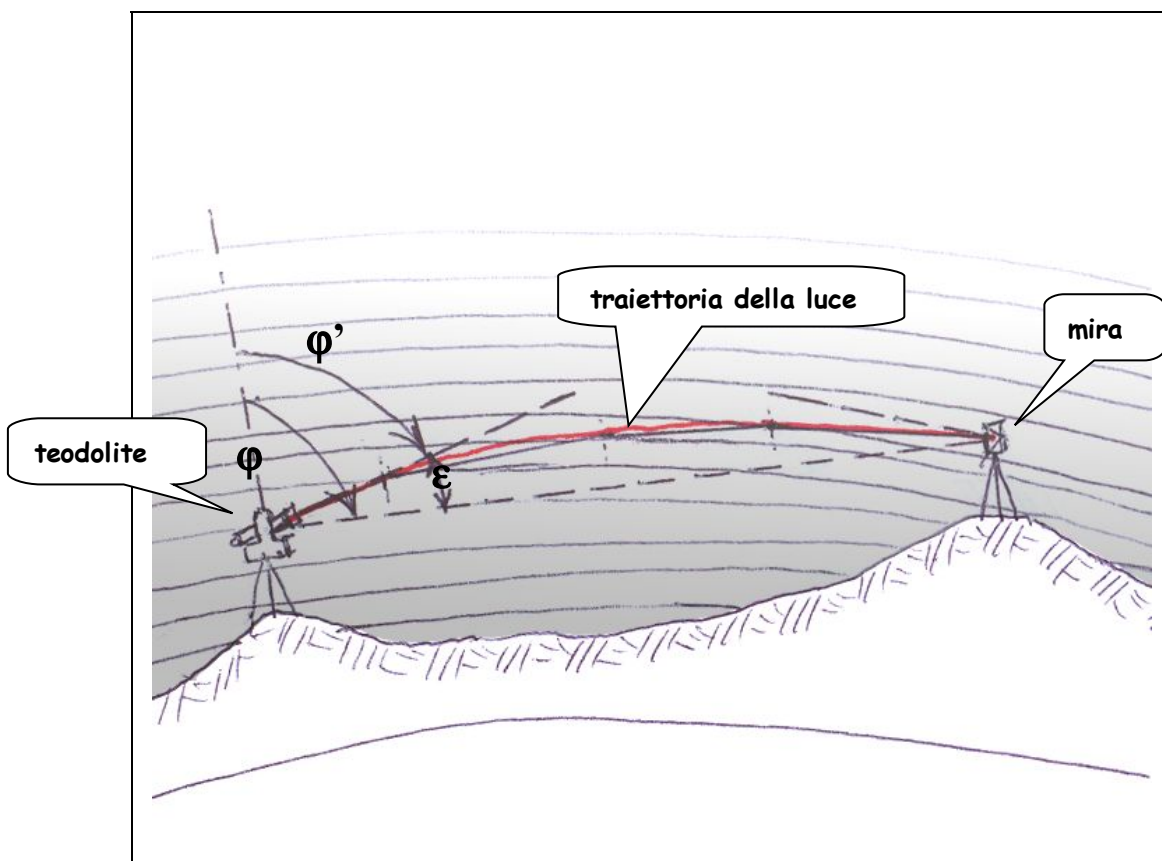 traiettoria della luce
mira
φ’
teodolite
φ
ε